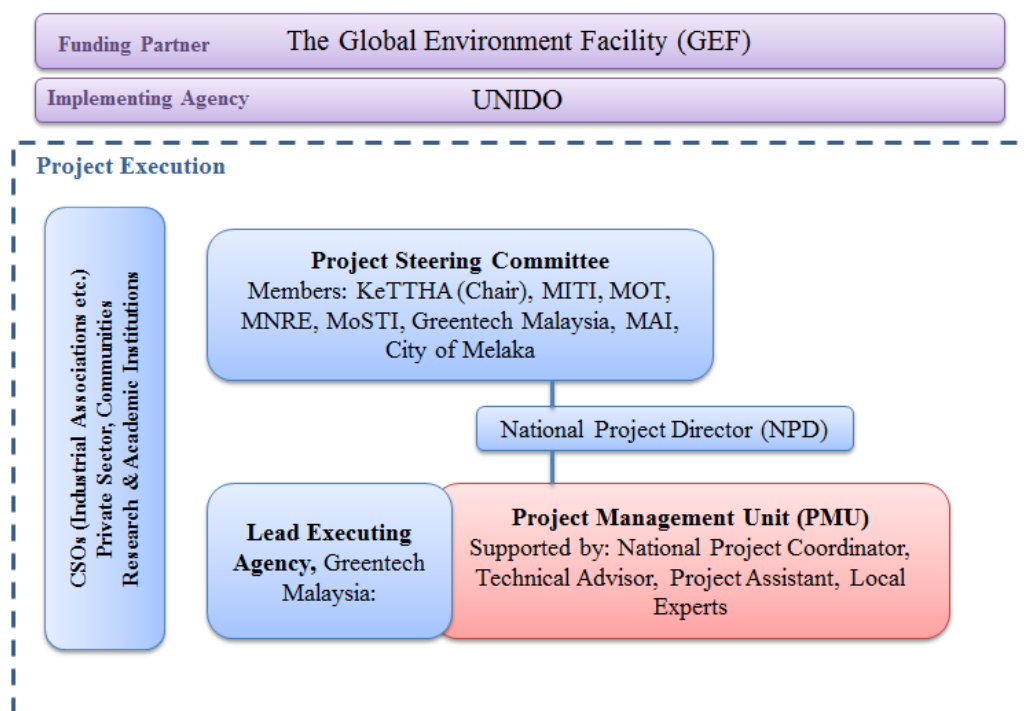 Funding Partner The Global Environment Facility (GEF)
Implementing Agency UNIDO
Project Execution
CSOs (Industrial Associations etc.)
Private Sector, Communities
Research & Academic Institutions
Project Steering Committee
Members: KeTTHA (Chair), MITI, MOT,
MNRE, MoSTI, Greentech Malaysia, MAI,
City of Melaka
National Project Director (NPD)
Lead Executing
Agency, Greentech
Malaysia:
Project Management Unit (PMU)
Supported by: National Project Coordinator,
Technical Advisor, Project Assistant, Local
Experts